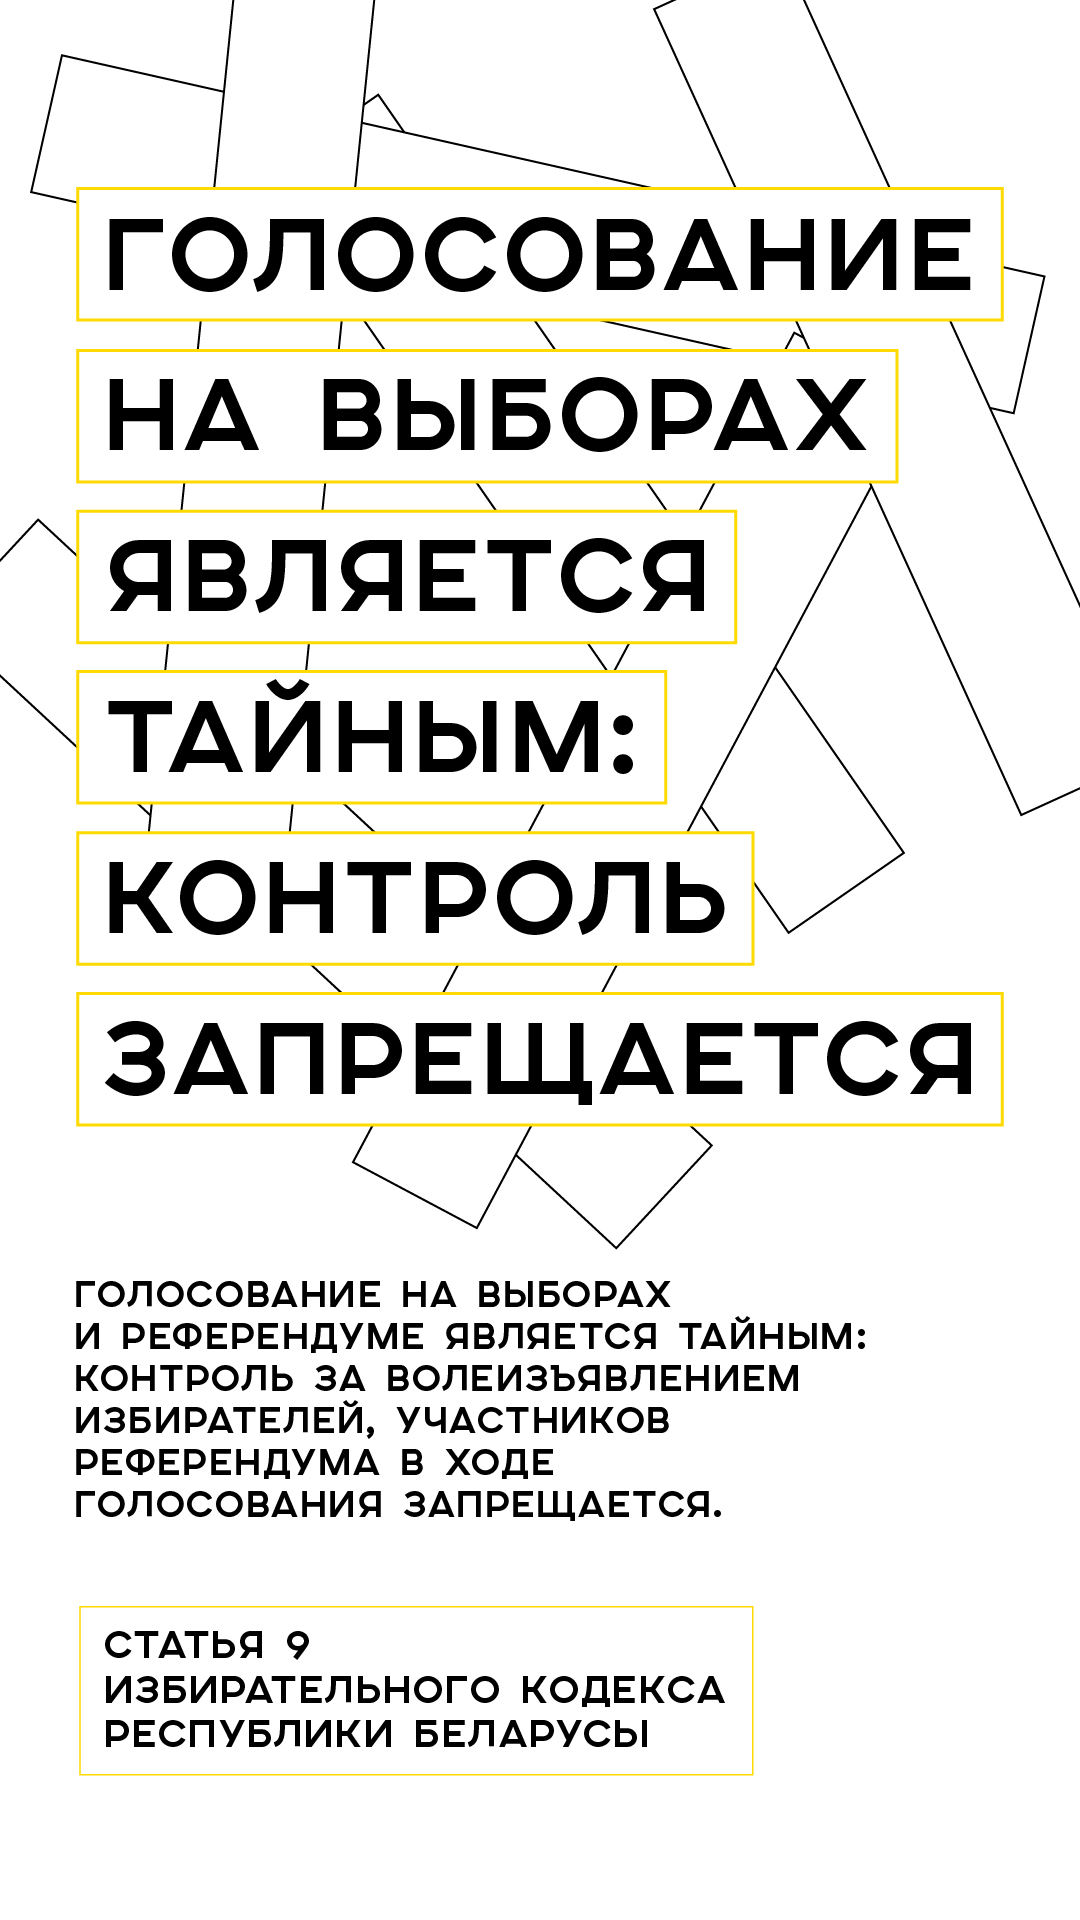 ГОЛОСОВАНИЕ
НА ВЫБОРАХ
ЯВЛЯЕТСЯ
ТАЙНЫМ:
КОНТРОЛЬ
ЗАПРЕЩАЕТСЯ
ГОЛОСОВАНИЕ НА ВЫБОРАХ
И РЕФЕРЕНДУМЕ ЯВЛЯЕТСЯ ТАЙНЫМ:
КОНТРОЛЬ ЗА ВОЛЕИЗЪЯВЛЕНИЕМ
ИЗБИРАТЕЛЕЙ, УЧАСТНИКОВ
РЕФЕРЕНДУМА В ХОДЕ
ГОЛОСОВАНИЯ ЗАПРЕЩАЕТСЯ.
СТАТЬЯ 9
ИЗБИРАТЕЛЬНОГО КОДЕКСА
РЕСПУБЛИКИ БЕЛАРУСЫ